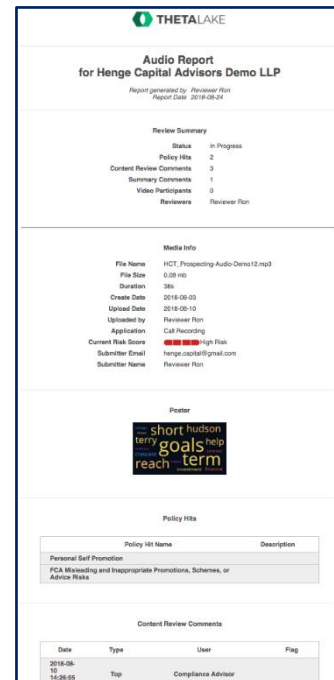 THETALAKE
Audio Report
for Henge Capital Advisors Demo LLP
Report generated by Reviewer Ron
Report Date 2018-08-24
Review Summary
Status In Progress
Policy Hits 2
Content Review Comments 3
Summary Comments 1
Video Participants 0
Reviewers Reviewer Ron
Media Info
File Name HCT_Prospecting-Audio-Demo12.mp3
File Size 0.08 mb
Duration 38s
Create Date 2018-08-03
Upload Date 2018-08-10
Uploaded by Reviewer Ron
Application Call Recording
Current Risk Score High Risk
Submitter Email henge.capital@gmail.com
Submitter Name Reviewer Ron
Poster
short hudson
terry goals help
reach term
Policy Hits
Policy Hit Name Description
Personal Self Promotion
FCA Misleading and Inappropriate Promotions, Schemes, or
Advice Risks
Content Review Comments
Date Type User Flag
2018-08-
10
14:26:05 Top Compliance Advisor